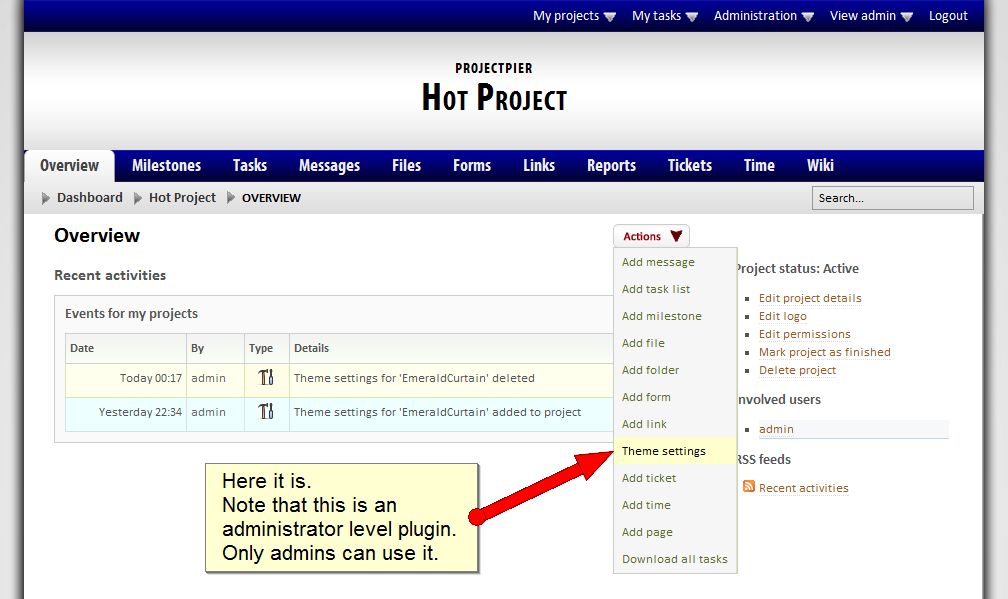 My projects My tasks Administration View admin Logout
PROJECTPIER
HOT PROJECT
Overview Milestones Tasks Messages Files Forms Links Reports Tickets Time Wiki
Dashboard Hot Project OVERVIEW Search...
Overview
Actions
Add message
Add task list
Add milestone
Add file
Add folder
Add form
Add link
Theme settings
Add ticket
Add time
Add page
Download all tasks
Recent activities
Events for my projects
Date By Type Details
Today 00:17 admin Theme settings for 'EmeraldCurtain' deleted
Yesterday 22:34 admin Theme settings for 'EmeraldCurtain' added to project
Here it is.
Note that this is an
administrator level plugin.
Only admins can use it.
Project status: Active
Edit project details
Edit logo
Edit permissions
Mark project as finished
Delete project
Involved users
admin
RSS feeds
Recent activities